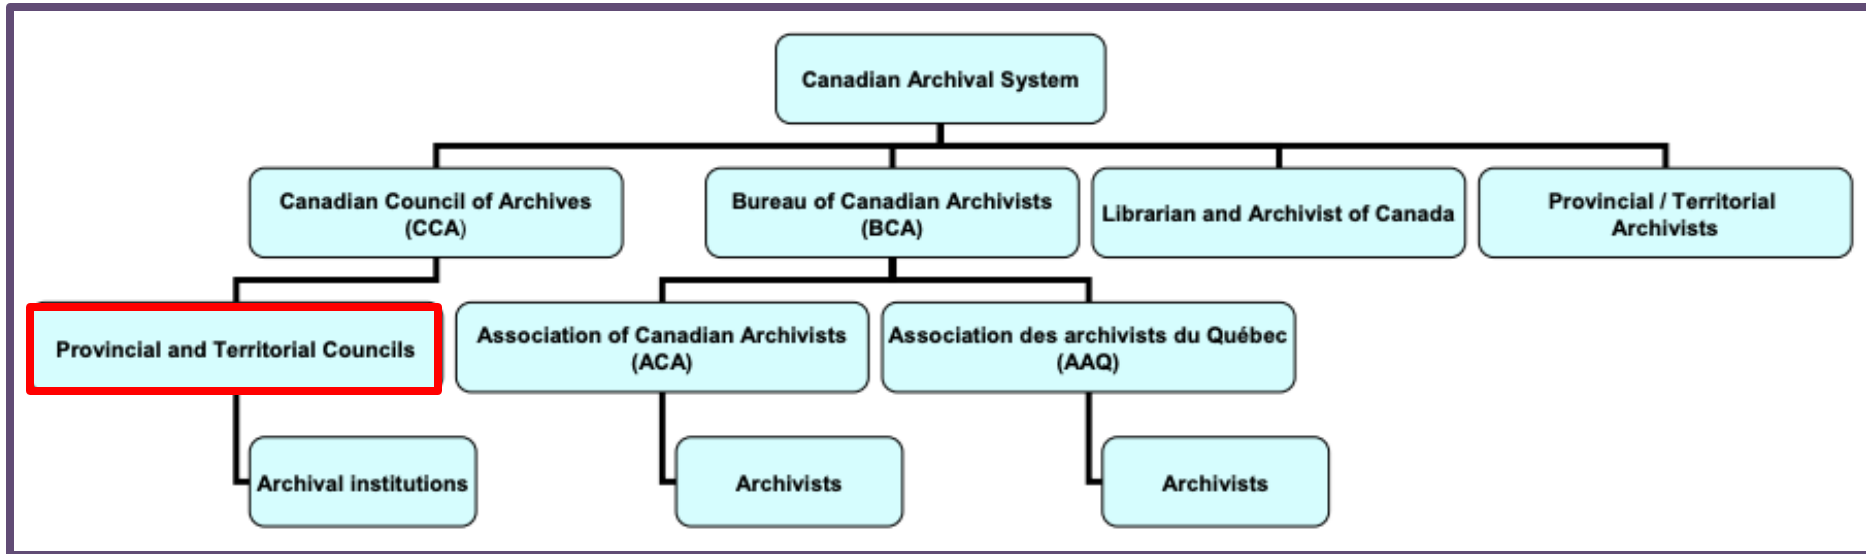 Canadian Archival System
Canadian Council of Archives
(CCA)
Bureau of Canadian Archivists
(BCA)
Librarian and Archivist of Canada
Provincial / Territorial
Archivists
Provincial and Territorial Councils
Association of Canadian Archivists
(ACA)
Association des archivists du Québec
(AAQ)
Archival institutions
Archivists
Archivists